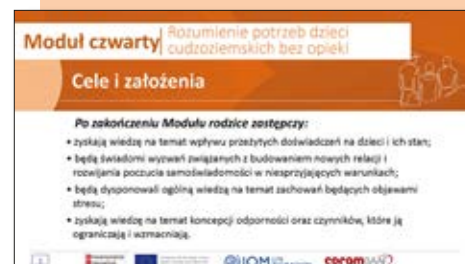 Moduł czwarty
Rozumienie potrzeb dzieci
cudzoziemskich bez opieki
Cele i założenia
Po zakończeniu Modułu rodzice zastępczy:
• zyskają wiedzę na temat wpływu przeżytych doświadczeń na dzieci i ich stan;
• będą świadomi wyzwań związanych z budowaniem nowych relacji i
rozwijania poczucia samoświadomości w niesprzyjających warunkach;
• będą dysponowali ogólną wiedzą na temat zachowań będących objawami
stresu;
• zyskają wiedzę na temat koncepcji odporności oraz czynników, które ją
ograniczają i wzmacniają.
IOM